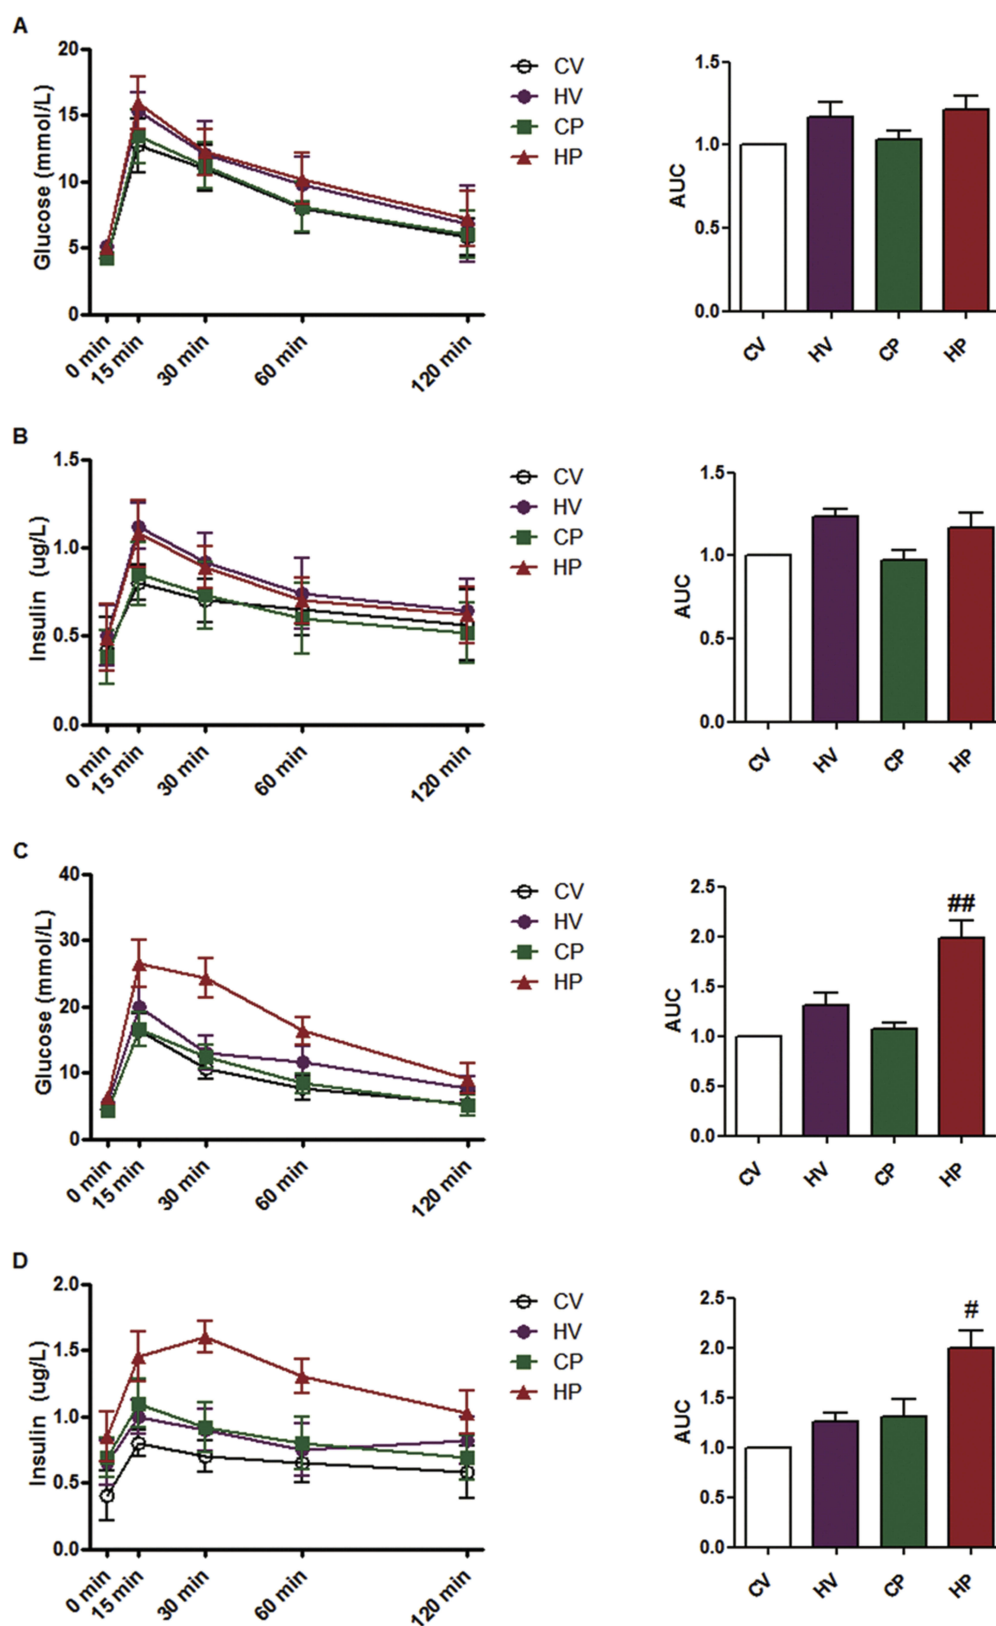 A
Glucose (mmol/L)
20
15
10
5
0
0 min
15 min
30 min
60 min
120 min
CV
HV
CP
HP
AUC
1.5
1.0
0.5
0.0
CV
HV
CP
HP
B
Insulin (ug/L)
1.5
1.0
0.5
0.0
0 min
15 min
30 min
60 min
120 min
CV
HV
CP
HP
AUC
1.5
1.0
0.5
0.0
CV
HV
CP
HP
C
Glucose (mmol/L)
40
30
20
10
0
0 min
15 min
30 min
60 min
120 min
CV
HV
CP
HP
AUC
2.5
2.0
1.5
1.0
0.5
0.0
##
CV
HV
CP
HP
D
Insulin (ug/L)
2.0
1.5
1.0
0.5
0.0
0 min
15 min
30 min
60 min
120 min
CV
HV
CP
HP
AUC
2.5
2.0
1.5
1.0
0.5
0.0
#
CV
HV
CP
HP